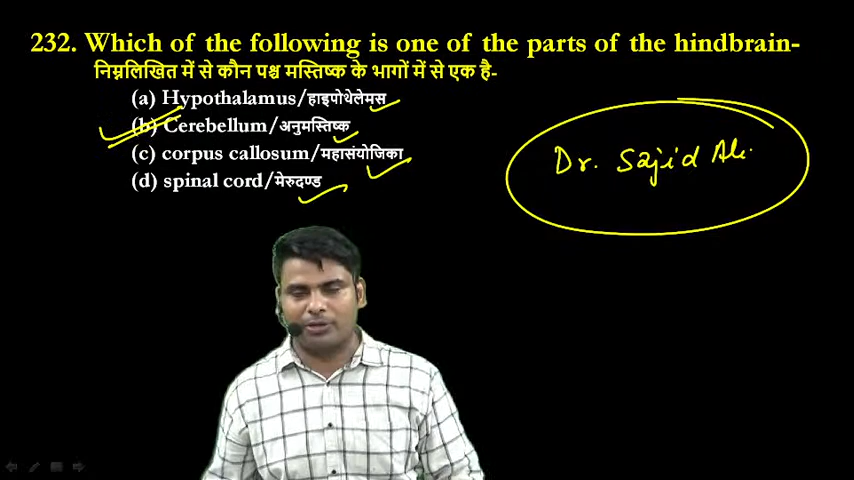 232. Which of the following is one of the parts of the hindbrain-
निम्नलिखित में से कौन पश्च मस्तिष्क के भागों में से एक है-
(a) Hypothalamus/हाइपोथेलेमस
(b) Cerebellum/अनुमस्तिष्क
(c) corpus callosum/महासंयोजिका
(d) spinal cord/मेरुदण्ड
Dr. Sajid Ali.